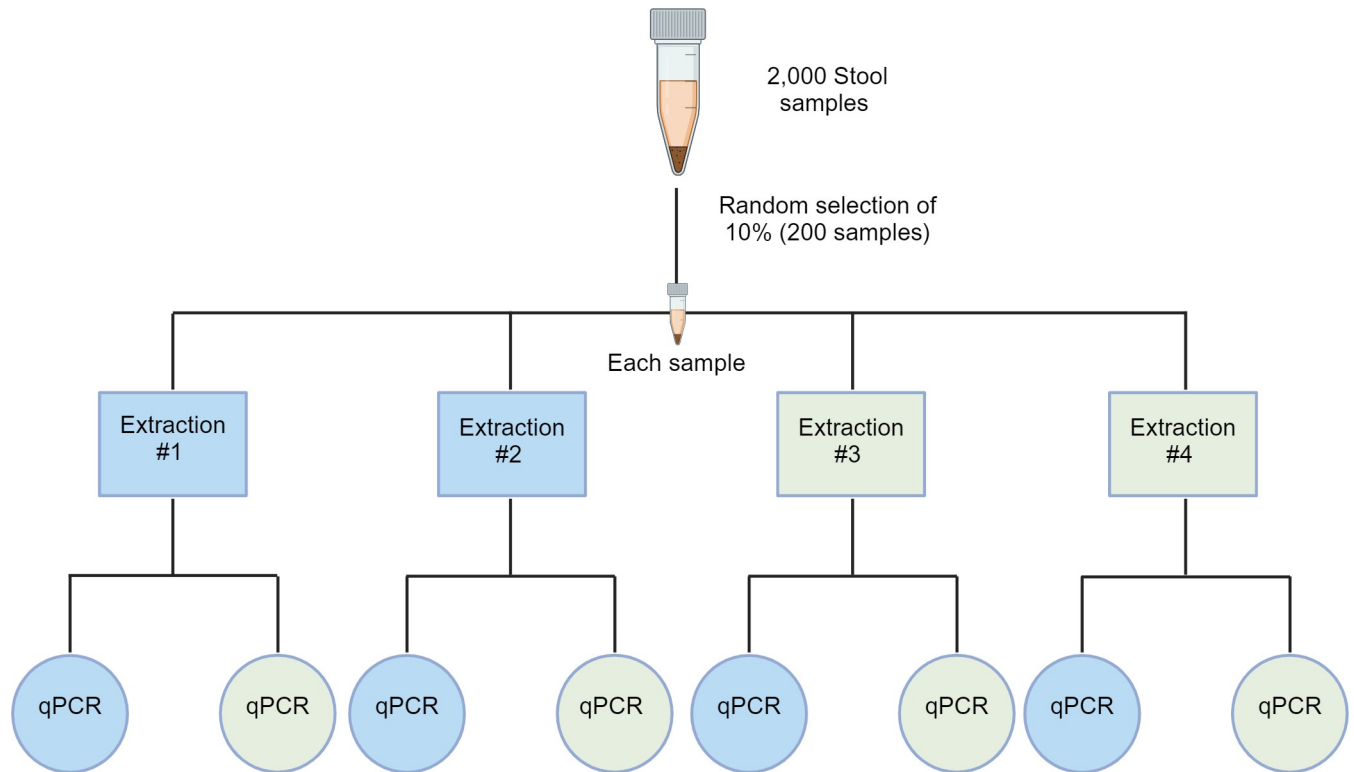 2,000 Stool
samples
Random selection of
10% (200 samples)
Each sample
Extraction
#1
Extraction
#2
Extraction
#3
Extraction
#4
qPCR
qPCR
qPCR
qPCR
qPCR
qPCR
qPCR
qPCR